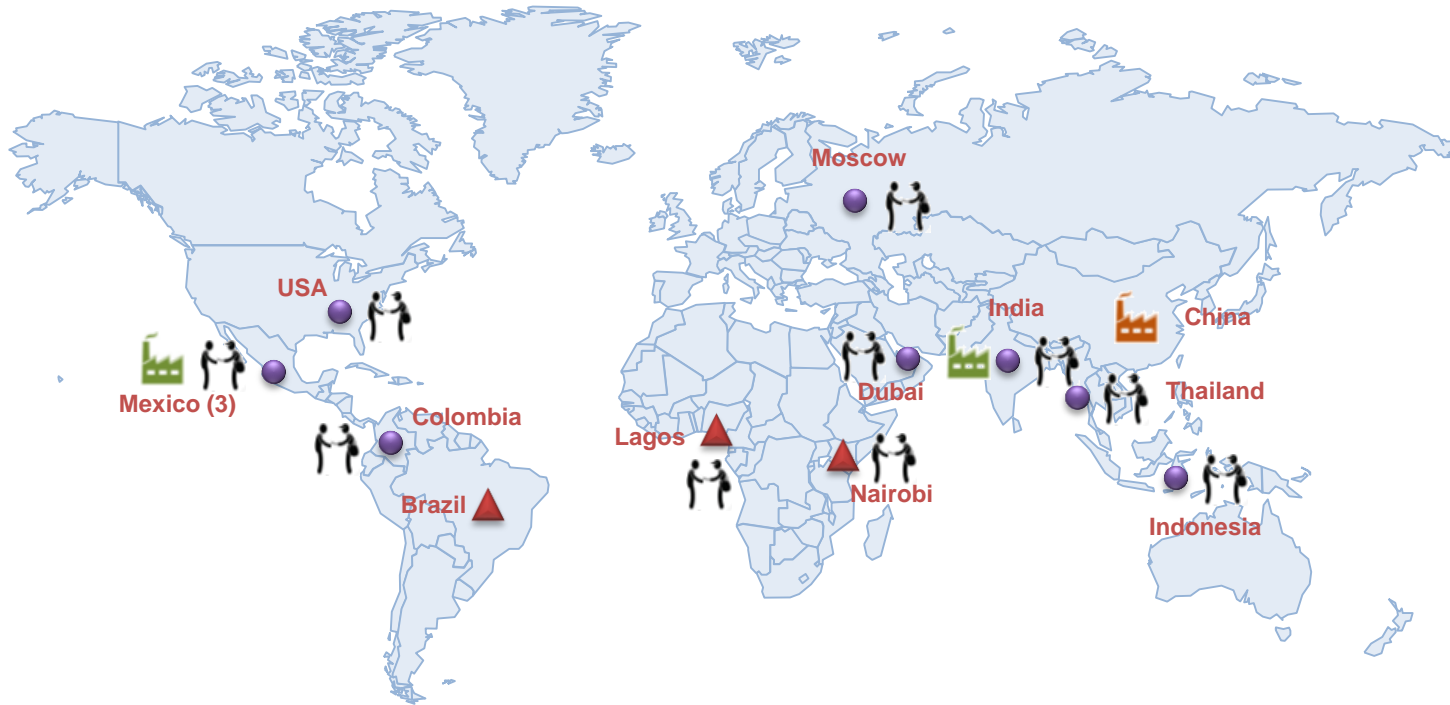 Moscow
USA
India
China
Mexico (3)
Dubai
Thailand
Colombia
Lagos
Nairobi
Brazil
Indonesia